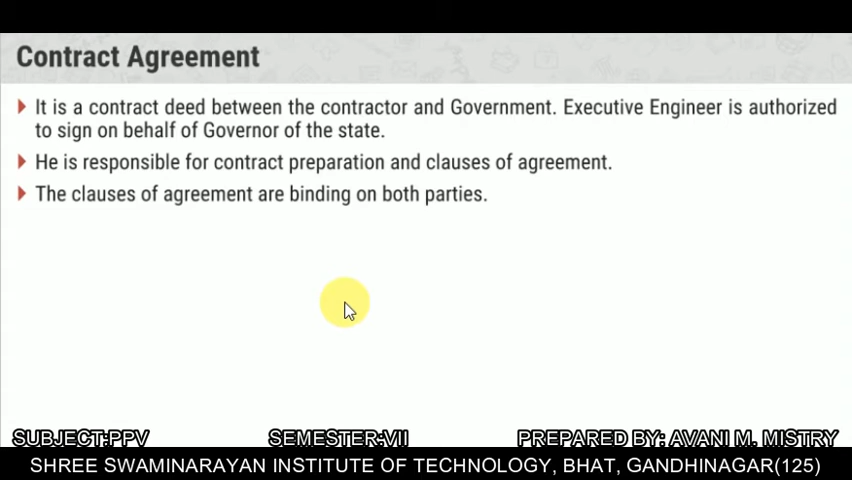 Contract Agreement
It is a contract deed between the contractor and Government. Executive Engineer is authorized
to sign on behalf of Governor of the state.
He is responsible for contract preparation and clauses of agreement.
The clauses of agreement are binding on both parties.
SUBJECT:PPV SEMESTER:VII PREPARED BY: AVANI M. MISTRY
SHREE SWAMINARAYAN INSTITUTE OF TECHNOLOGY, BHAT, GANDHINAGAR(125)